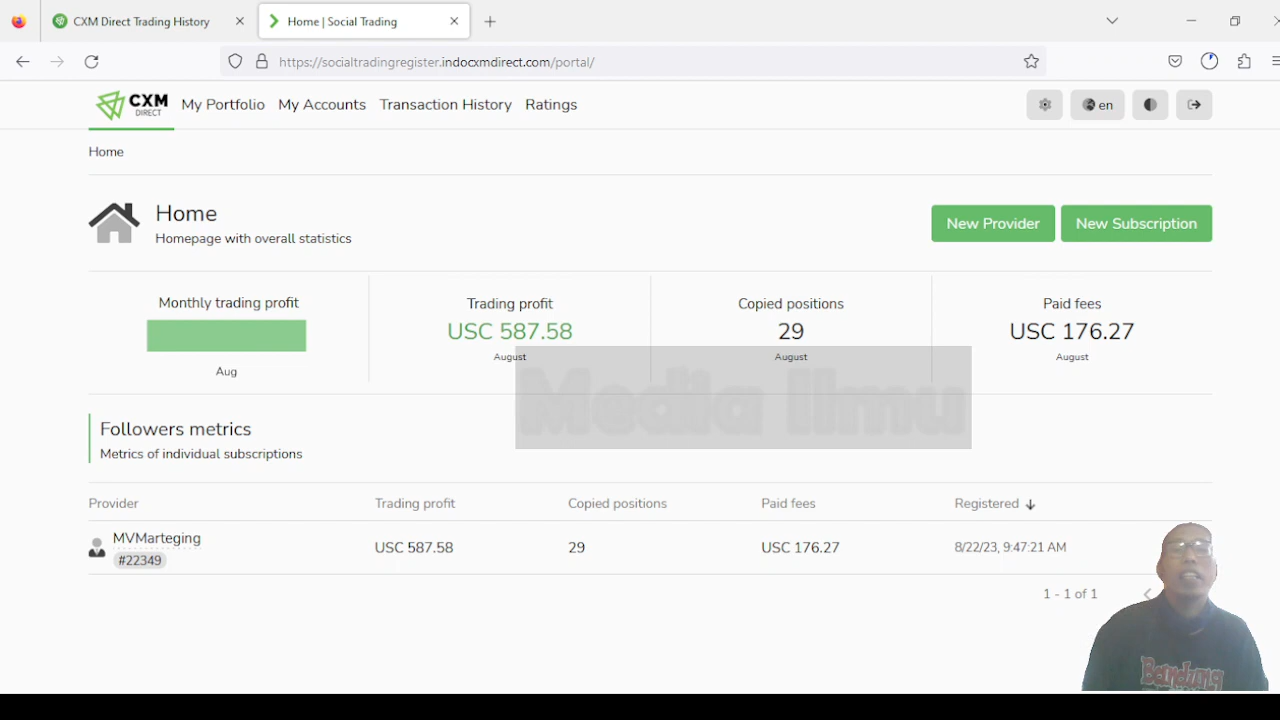 CXM Direct Trading History
Home | Social Trading
https://socialtradingregister.indocxmdirect.com/portal/
CXM DIRECT
My Portfolio
My Accounts
Transaction History
Ratings
en
Home
Home
Homepage with overall statistics
New Provider
New Subscription
Monthly trading profit
Aug
Trading profit
USC 587.58
August
Copied positions
29
August
Paid fees
USC 176.27
August
Media Ilmu
Followers metrics
Metrics of individual subscriptions
Provider Trading profit Copied positions Paid fees Registered
MVMarteging
#22349
USC 587.58 29 USC 176.27 8/22/23, 9:47:21 AM
1 - 1 of 1
Bandung